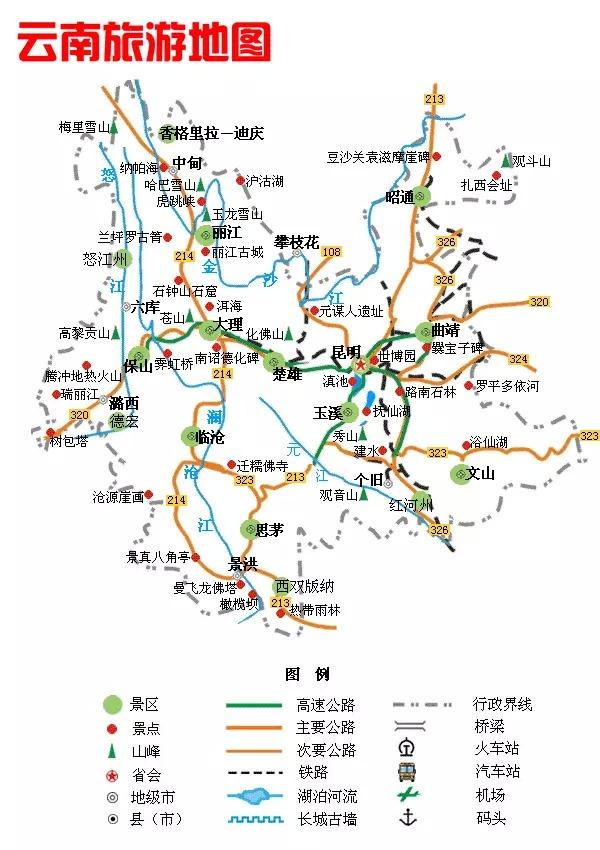 云南旅游地图
213
梅里雪山
香格里拉—迪庆
豆沙关袁滋摩崖碑
观斗山
纳帕海
中甸
扎西会址
怒
哈巴雪山
泸沽湖
虎跳峡
昭通
玉龙雪山
兰坪罗古箐
丽江
攀枝花
326
丽江古城
108
怒江州
214
金
沙
江
326
石钟山石窟
江
六库
洱海
元谋人遗址
320
苍山
高黎贡山
大理
化佛山
曲靖
昆明
爨宝子碑
保山
霁虹桥
南诏德化碑
世博园
324
腾冲地热火山
214
楚雄
滇池
路南石林
罗平多依河
瑞丽江
潞西
澜
玉溪
抚仙湖
320
德宏
临沧
元
秀山
浴仙湖
323
树包塔
建水
323
迁糯佛寺
沧
323
213
江
个旧
文山
沧源崖画
214
观音山
红河州
江
思茅
326
景真八角亭
景洪
曼飞龙佛塔
西双版纳
橄榄坝
213
热带雨林
图 例
景区
高速公路
行政界线
景点
主要公路
桥梁
山峰
次要公路
火车站
省会
铁路
汽车站
地级市
湖泊河流
机场
县（市）
长城古墙
码头